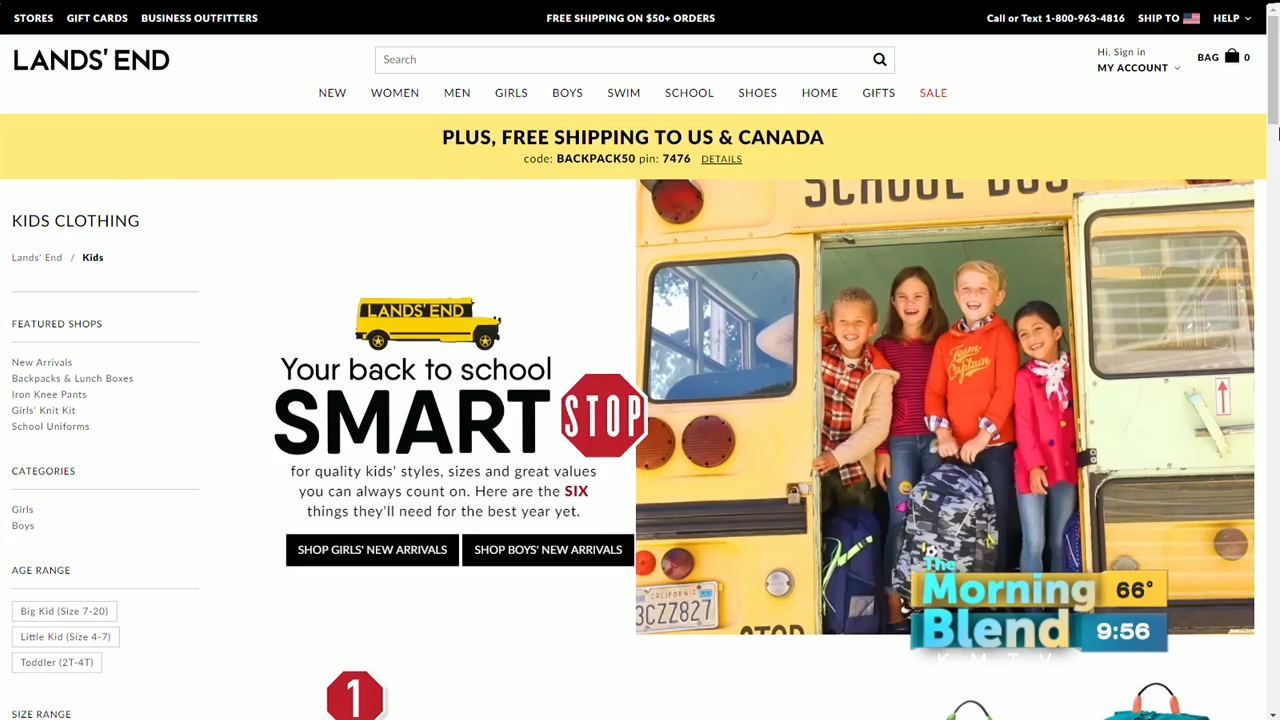 STORES GIFT CARDS BUSINESS OUTFITTERS FREE SHIPPING ON $50+ ORDERS Call or Text 1-800-963-4816 SHIP TO HELP
LANDS' END
Search
Hi, Sign in
MY ACCOUNT
BAG 0
NEW WOMEN MEN GIRLS BOYS SWIM SCHOOL SHOES HOME GIFTS SALE
PLUS, FREE SHIPPING TO US & CANADA
code: BACKPACK50 pin: 7476 DETAILS
KIDS CLOTHING
Lands' End / Kids
FEATURED SHOPS
New Arrivals
Backpacks & Lunch Boxes
Iron Knee Pants
Girls' Knit Kit
School Uniforms
CATEGORIES
Girls
Boys
AGE RANGE
Big Kid (Size 7-20)
Little Kid (Size 4-7)
Toddler (2T-4T)
SIZE RANGE
LANDS' END
Your back to school
SMART STOP
for quality kids' styles, sizes and great values
you can always count on. Here are the SIX
things they'll need for the best year yet.
SHOP GIRLS' NEW ARRIVALS SHOP BOYS' NEW ARRIVALS
1
SCHOOL BUS
Team
Captain
CALIFORNIA
3CZZ827
STOP
The
Morning
Blend
KMTV
66°
9:56